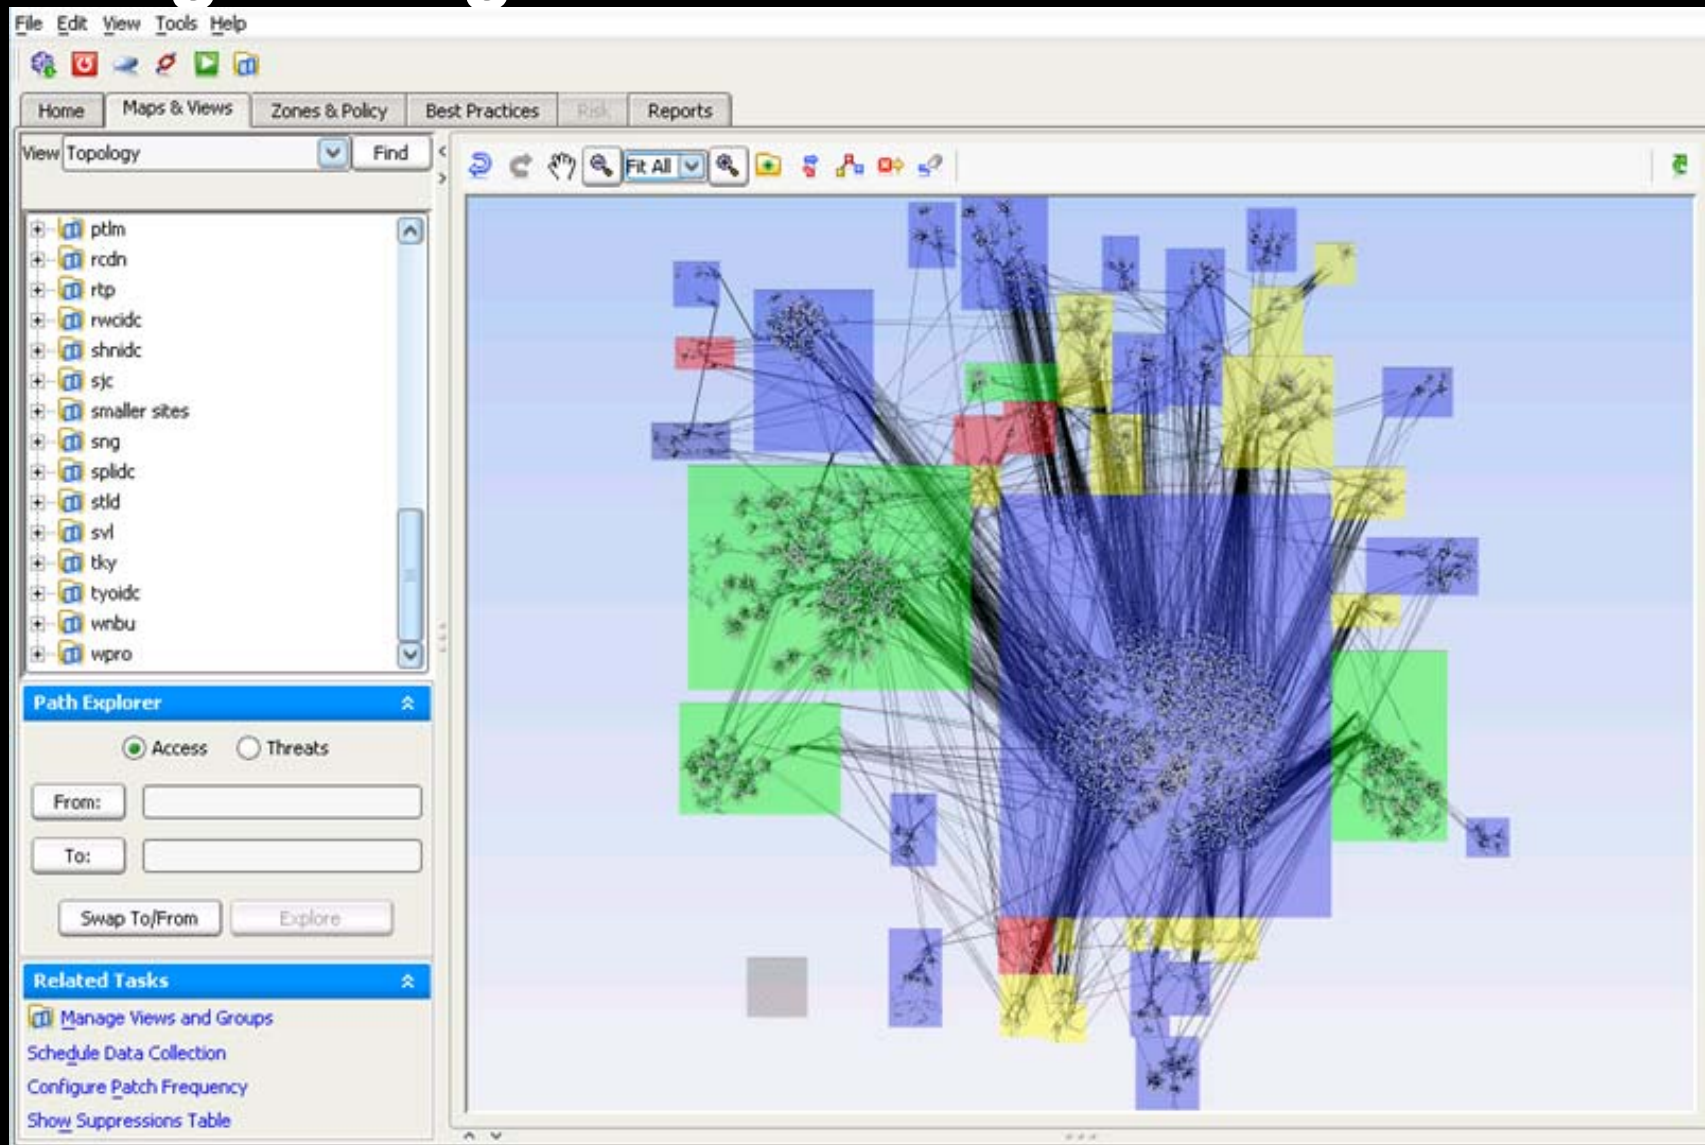 File Edit View Tools Help
Home Maps & Views Zones & Policy Best Practices Risk Reports
View Topology Find
Fit All
ptlm
rcdn
rtp
rwcidc
shnidc
sjc
smaller sites
sng
splidc
stld
svl
tky
tyoidc
wnbu
wpro
Path Explorer
Access Threats
From:
To:
Swap To/From Explore
Related Tasks
Manage Views and Groups
Schedule Data Collection
Configure Patch Frequency
Show Suppressions Table